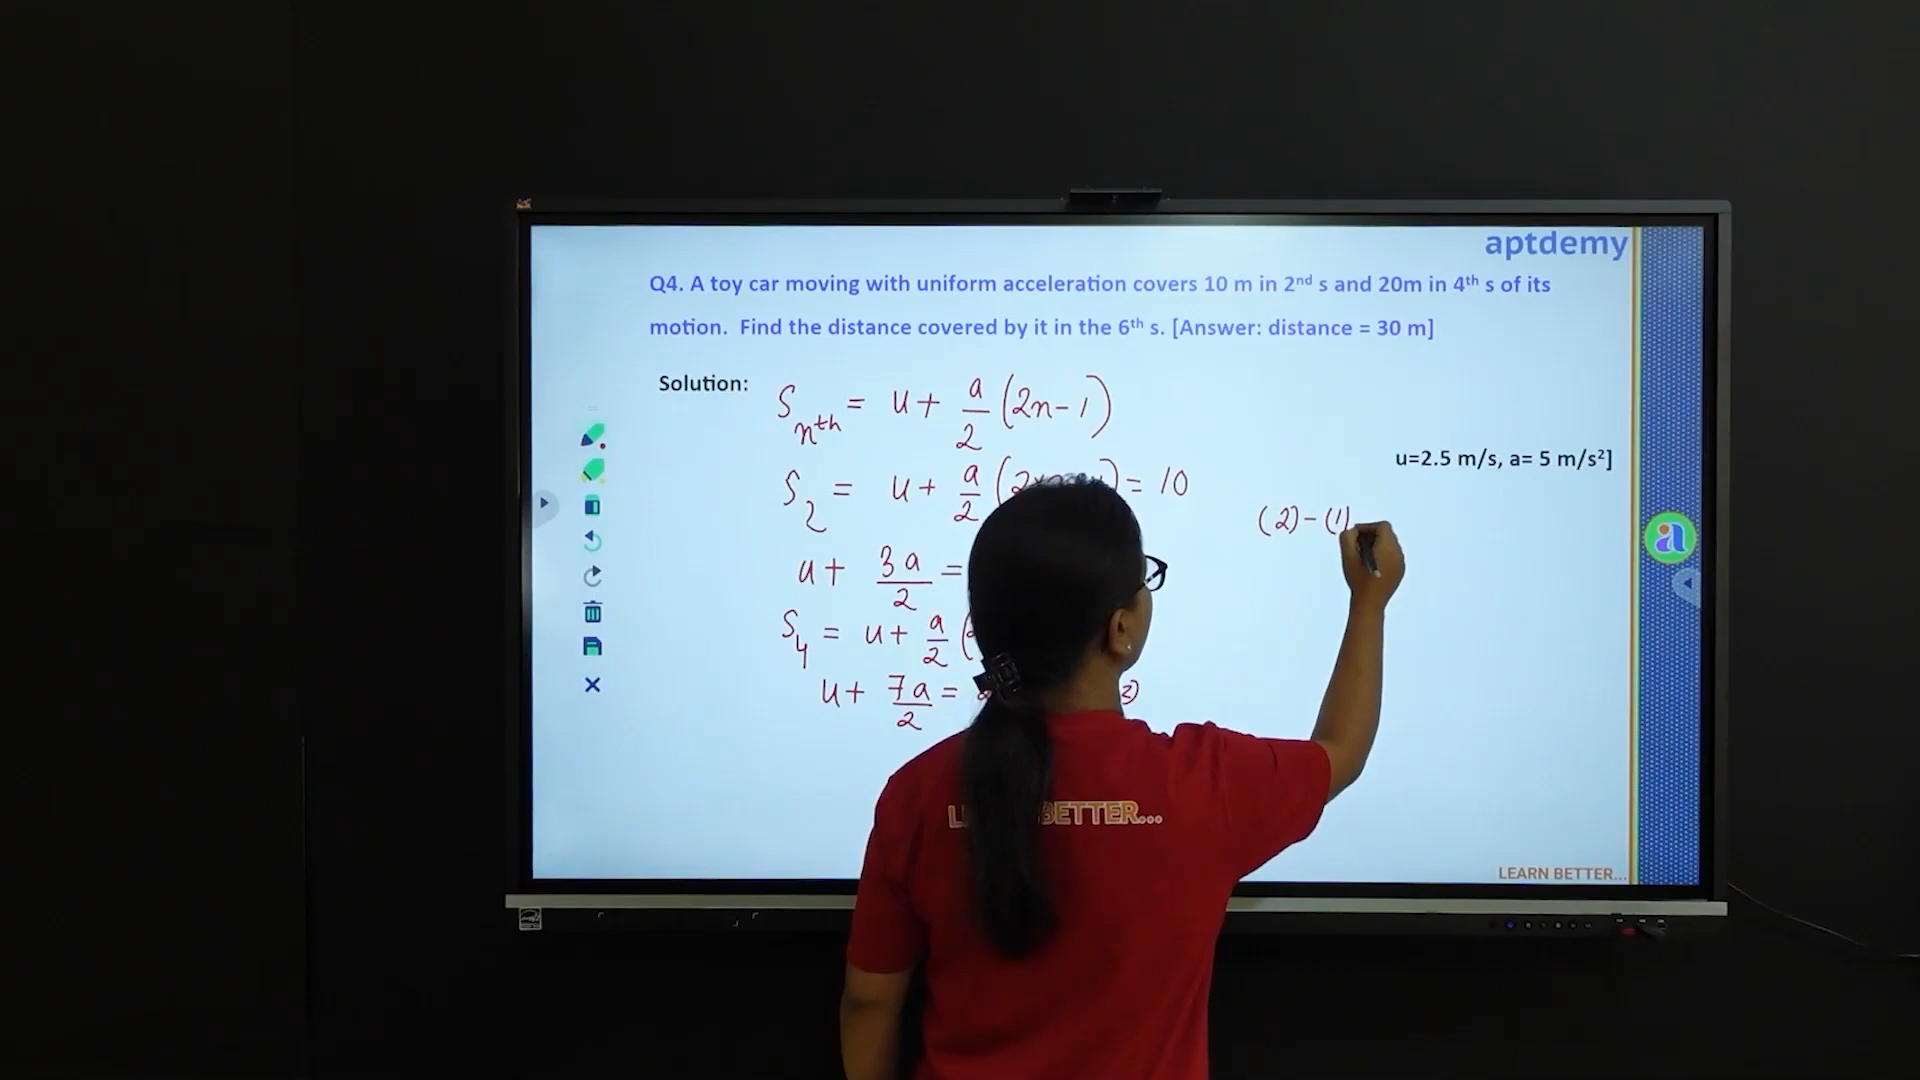 aptdemy
Q4. A toy car moving with uniform acceleration covers 10 m in 2ⁿᵈ s and 20m in 4ᵗʰ s of its
motion. Find the distance covered by it in the 6ᵗʰ s. [Answer: distance = 30 m]
Solution:
S nᵗʰ = u + a/2 (2n-1)
u=2.5 m/s, a= 5 m/s²]
S₂ = u + a/2 ( ) = 10
(2) - (1)
u + 3a/2 =
S₄ = u + a/2 (
u + 7a/2 =
BETTER...
LEARN BETTER...